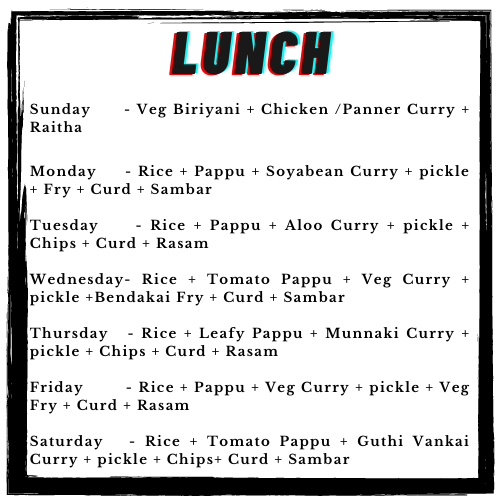 LUNCH
Sunday - Veg Biriyani + Chicken /Panner Curry +
Raitha
Monday - Rice + Pappu + Soyabean Curry + pickle
+ Fry + Curd + Sambar
Tuesday - Rice + Pappu + Aloo Curry + pickle +
Chips + Curd + Rasam
Wednesday- Rice + Tomato Pappu + Veg Curry +
pickle +Bendakai Fry + Curd + Sambar
Thursday - Rice + Leafy Pappu + Munnaki Curry +
pickle + Chips + Curd + Rasam
Friday - Rice + Pappu + Veg Curry + pickle + Veg
Fry + Curd + Rasam
Saturday - Rice + Tomato Pappu + Guthi Vankai
Curry + pickle + Chips+ Curd + Sambar